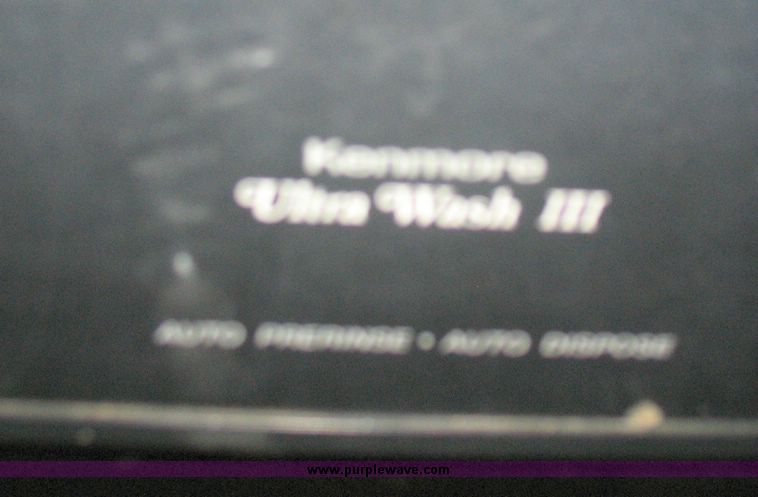 Kenmore
Ultra Wash III
AUTO PRERINSE • AUTO DISPOSE
www.purplewave.com